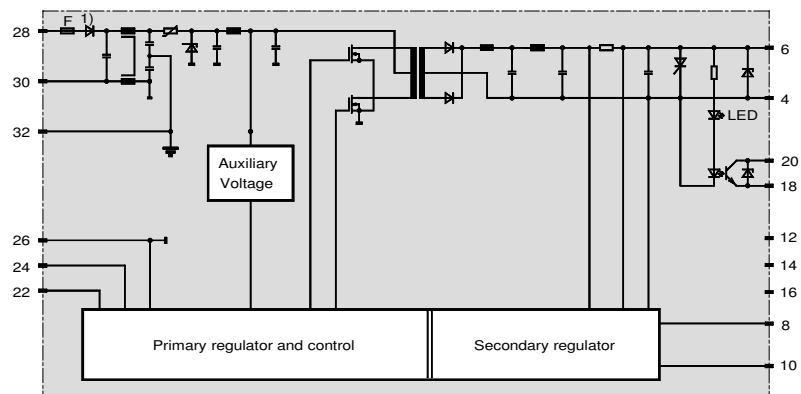 F 1)
28
30
32
Auxiliary
Voltage
26
24
22
Primary regulator and control
Secondary regulator
6
4
LED
20
18
12
14
16
8
10